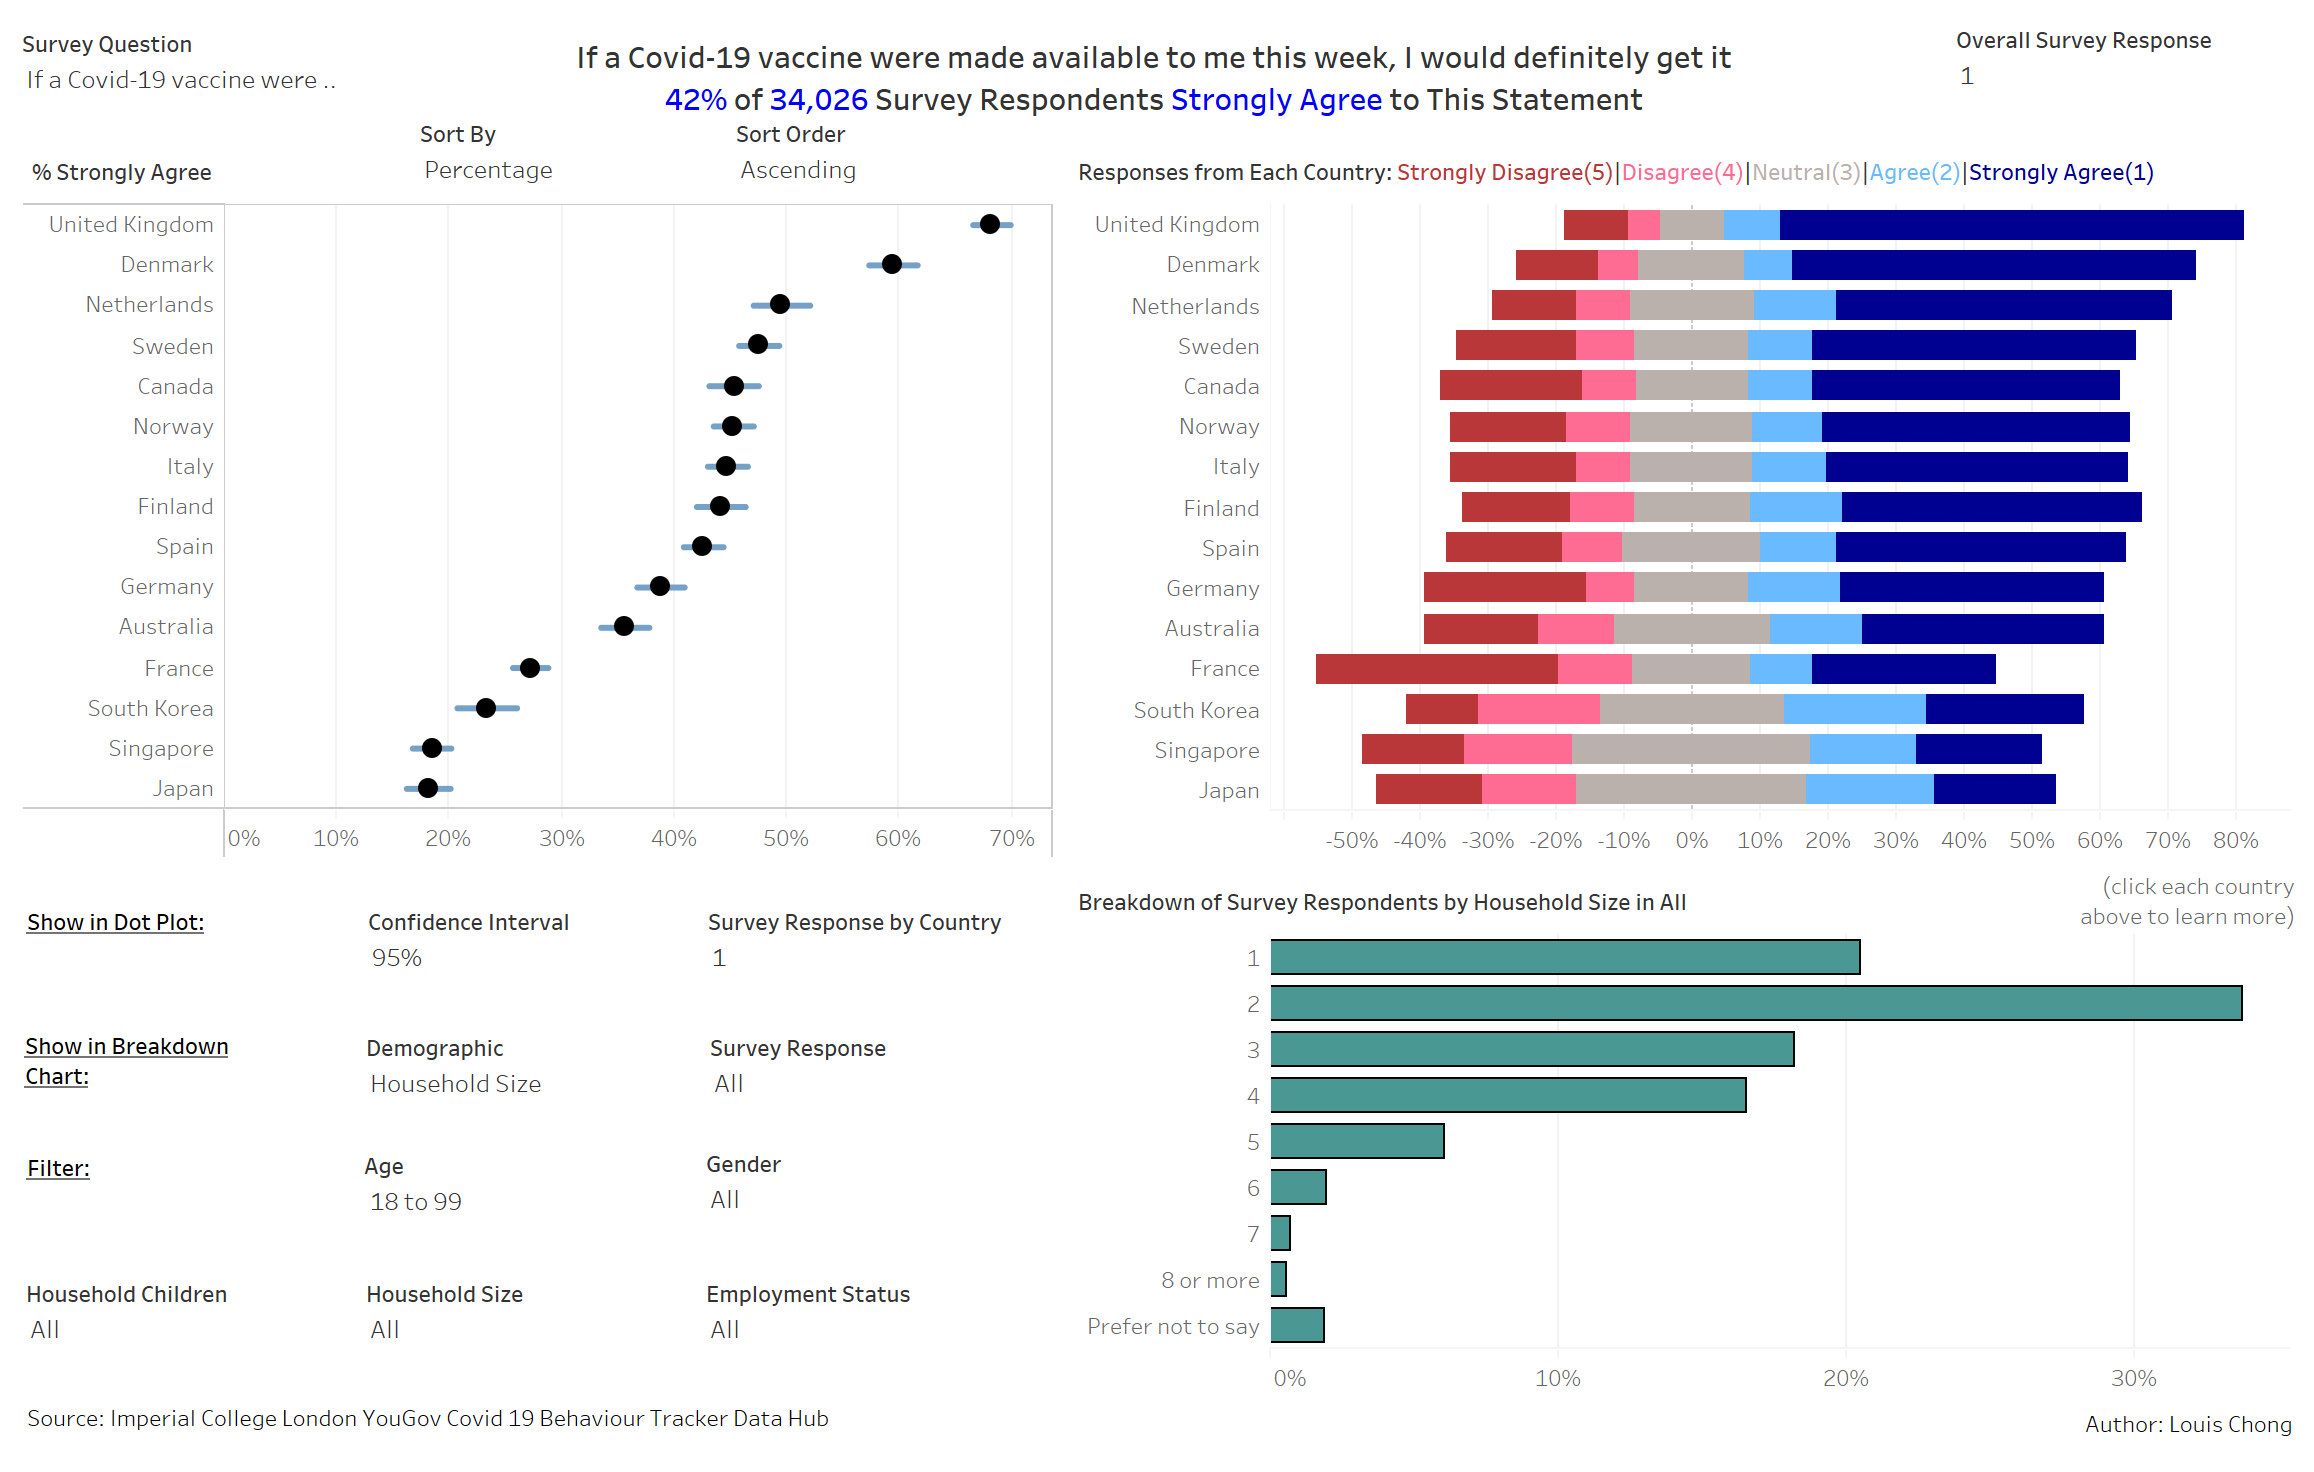 Survey Question
If a Covid-19 vaccine were ..
If a Covid-19 vaccine were made available to me this week, I would definitely get it
42% of 34,026 Survey Respondents Strongly Agree to This Statement
Overall Survey Response
1
Sort By
Percentage
Sort Order
Ascending
% Strongly Agree
United Kingdom
Denmark
Netherlands
Sweden
Canada
Norway
Italy
Finland
Spain
Germany
Australia
France
South Korea
Singapore
Japan
0% 10% 20% 30% 40% 50% 60% 70%
Responses from Each Country: Strongly Disagree(5)|Disagree(4)|Neutral(3)|Agree(2)|Strongly Agree(1)
United Kingdom
Denmark
Netherlands
Sweden
Canada
Norway
Italy
Finland
Spain
Germany
Australia
France
South Korea
Singapore
Japan
-50% -40% -30% -20% -10% 0% 10% 20% 30% 40% 50% 60% 70% 80%
Show in Dot Plot:
Confidence Interval
95%
Survey Response by Country
1
Show in Breakdown
Chart:
Demographic
Household Size
Survey Response
All
Filter:
Age
18 to 99
Gender
All
Household Children
All
Household Size
All
Employment Status
All
Breakdown of Survey Respondents by Household Size in All
(click each country
above to learn more)
1
2
3
4
5
6
7
8 or more
Prefer not to say
0% 10% 20% 30%
Source: Imperial College London YouGov Covid 19 Behaviour Tracker Data Hub
Author: Louis Chong